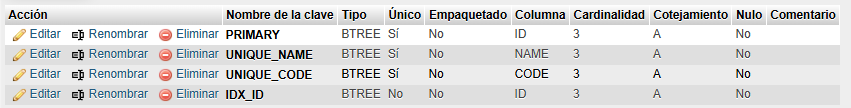 Acción Nombre de la clave Tipo Único Empaquetado Columna Cardinalidad Cotejamiento Nulo Comentario
Editar Renombrar Eliminar PRIMARY BTREE Sí No ID 3 A No
Editar Renombrar Eliminar UNIQUE_NAME BTREE Sí No NAME 3 A No
Editar Renombrar Eliminar UNIQUE_CODE BTREE Sí No CODE 3 A No
Editar Renombrar Eliminar IDX_ID BTREE No No ID 3 A No